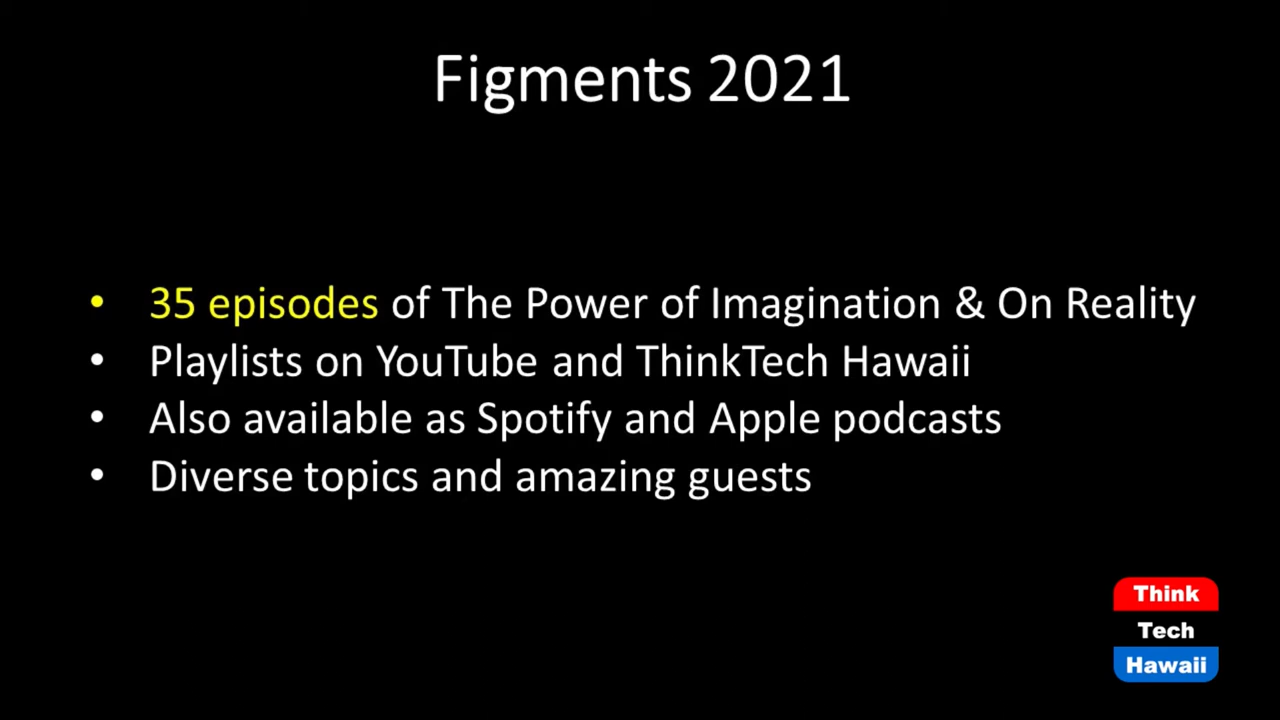 Figments 2021
• 35 episodes of The Power of Imagination & On Reality
• Playlists on YouTube and ThinkTech Hawaii
• Also available as Spotify and Apple podcasts
• Diverse topics and amazing guests
Think
Tech
Hawaii